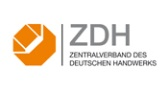 ZDH
ZENTRALVERBAND DES
DEUTSCHEN HANDWERKS